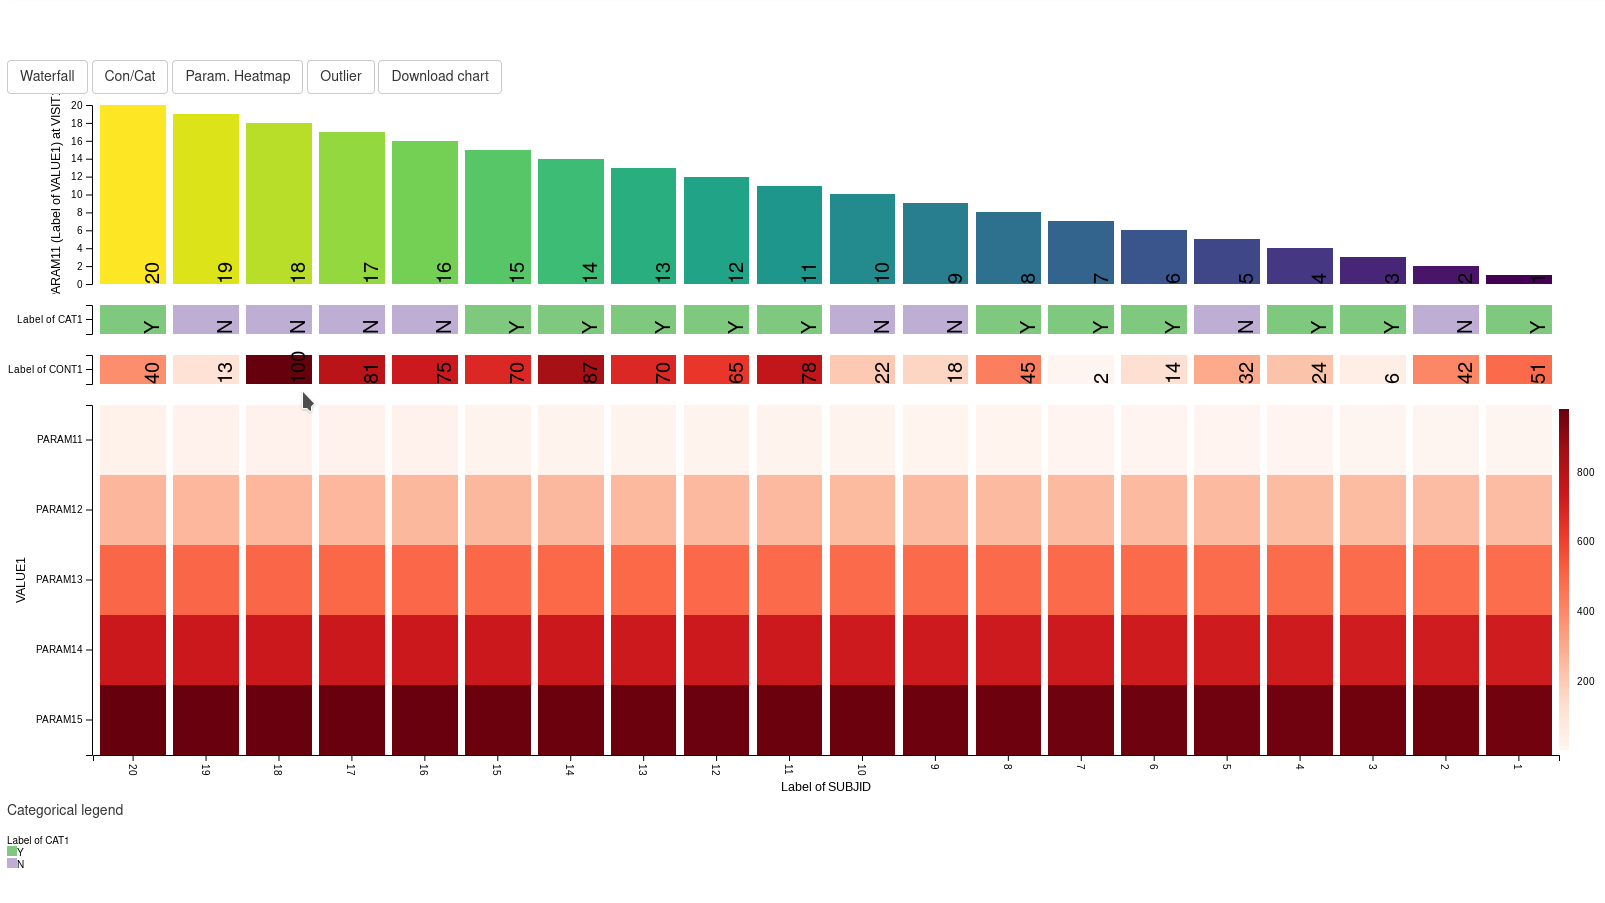 Waterfall Con/Cat Param. Heatmap Outlier Download chart
ARAM11 (Label of VALUE1) at VISIT
20
18
16
14
12
10
8
6
4
2
0
20 19 18 17 16 15 14 13 12 11 10 9 8 7 6 5 4 3 2 1
Label of CAT1
Y N N N N Y Y Y Y Y N N Y Y Y N Y Y N Y
Label of CONT1
40 13 100 81 75 70 87 70 65 78 22 18 45 2 14 32 24 6 42 51
VALUE1
PARAM11
PARAM12
PARAM13
PARAM14
PARAM15
800
600
400
200
20 19 18 17 16 15 14 13 12 11 10 9 8 7 6 5 4 3 2 1
Label of SUBJID
Categorical legend
Label of CAT1
Y
N